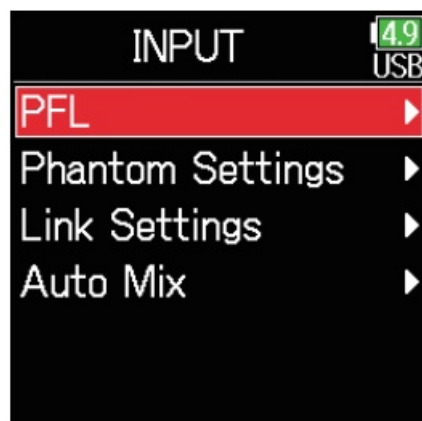 INPUT
4.9
USB
PFL
Phantom Settings
Link Settings
Auto Mix